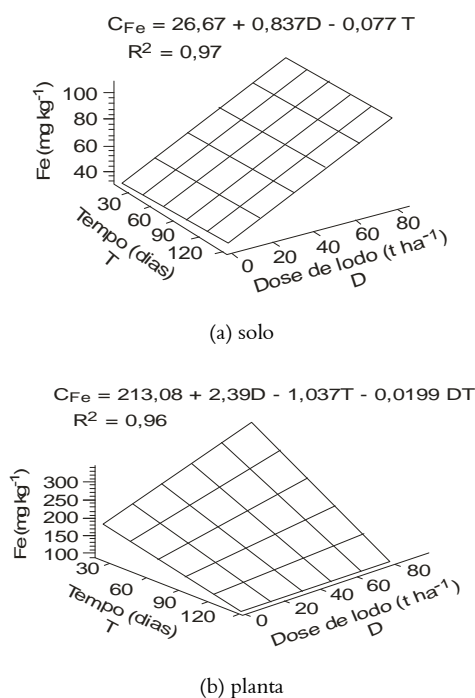 C_Fe = 26,67 + 0,837D - 0,077 T
R² = 0,97
Fe (mg kg⁻¹)
100
80
60
40
30
60
90
120
Tempo (dias)
T
0
20
40
60
80
Dose de lodo (t ha⁻¹)
D
(a) solo
C_Fe = 213,08 + 2,39D - 1,037T - 0,0199 DT
R² = 0,96
Fe (mg kg⁻¹)
300
250
200
150
100
30
60
90
120
Tempo (dias)
T
0
20
40
60
80
Dose de lodo (t ha⁻¹)
D
(b) planta